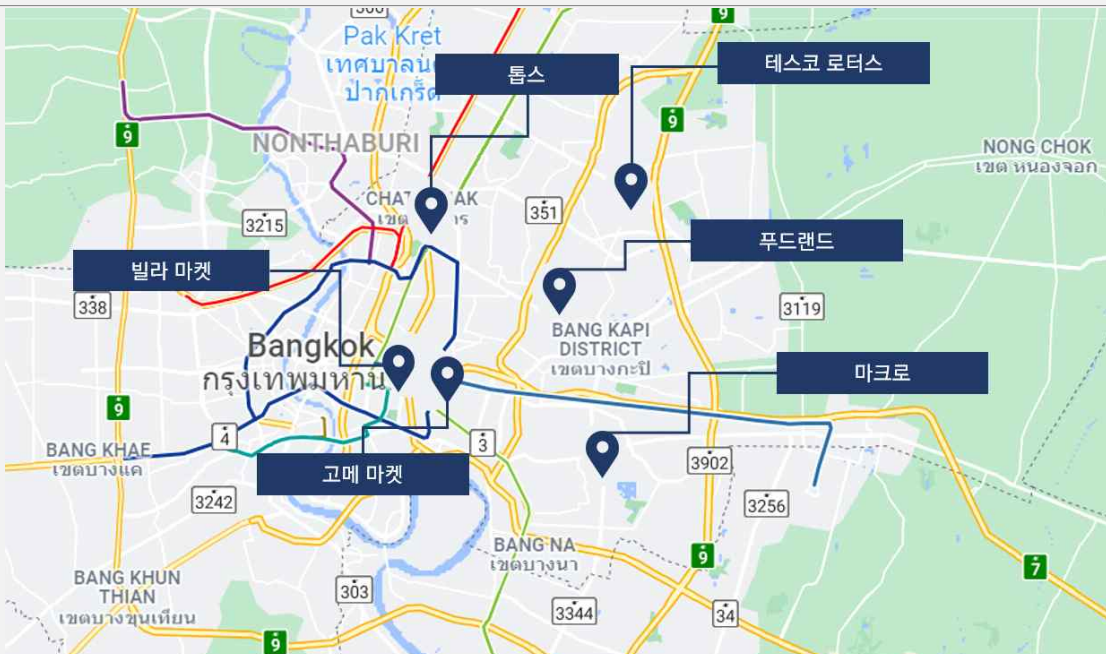 9
Pak Kret
เทศบาลน
ปากเกร็ด
톱스
테스코 로터스
9
9
NONTHABURI
NONG CHOK
เขต หนองจอก
CHAT
AK
เขต
ร
351
3215
푸드랜드
빌라 마켓
338
3119
BANG KAPI
DISTRICT
เขตบางกะปิ
Bangkok
กรุงเทพมหาน
마크로
9
4
3
BANG KHAE
เขตบางแค
고메 마켓
3902
3242
3256
BANG NA
เขตบางนา
9
7
BANG KHUN
THIAN
เขตบางขุนเทียน
303
3344
34
9